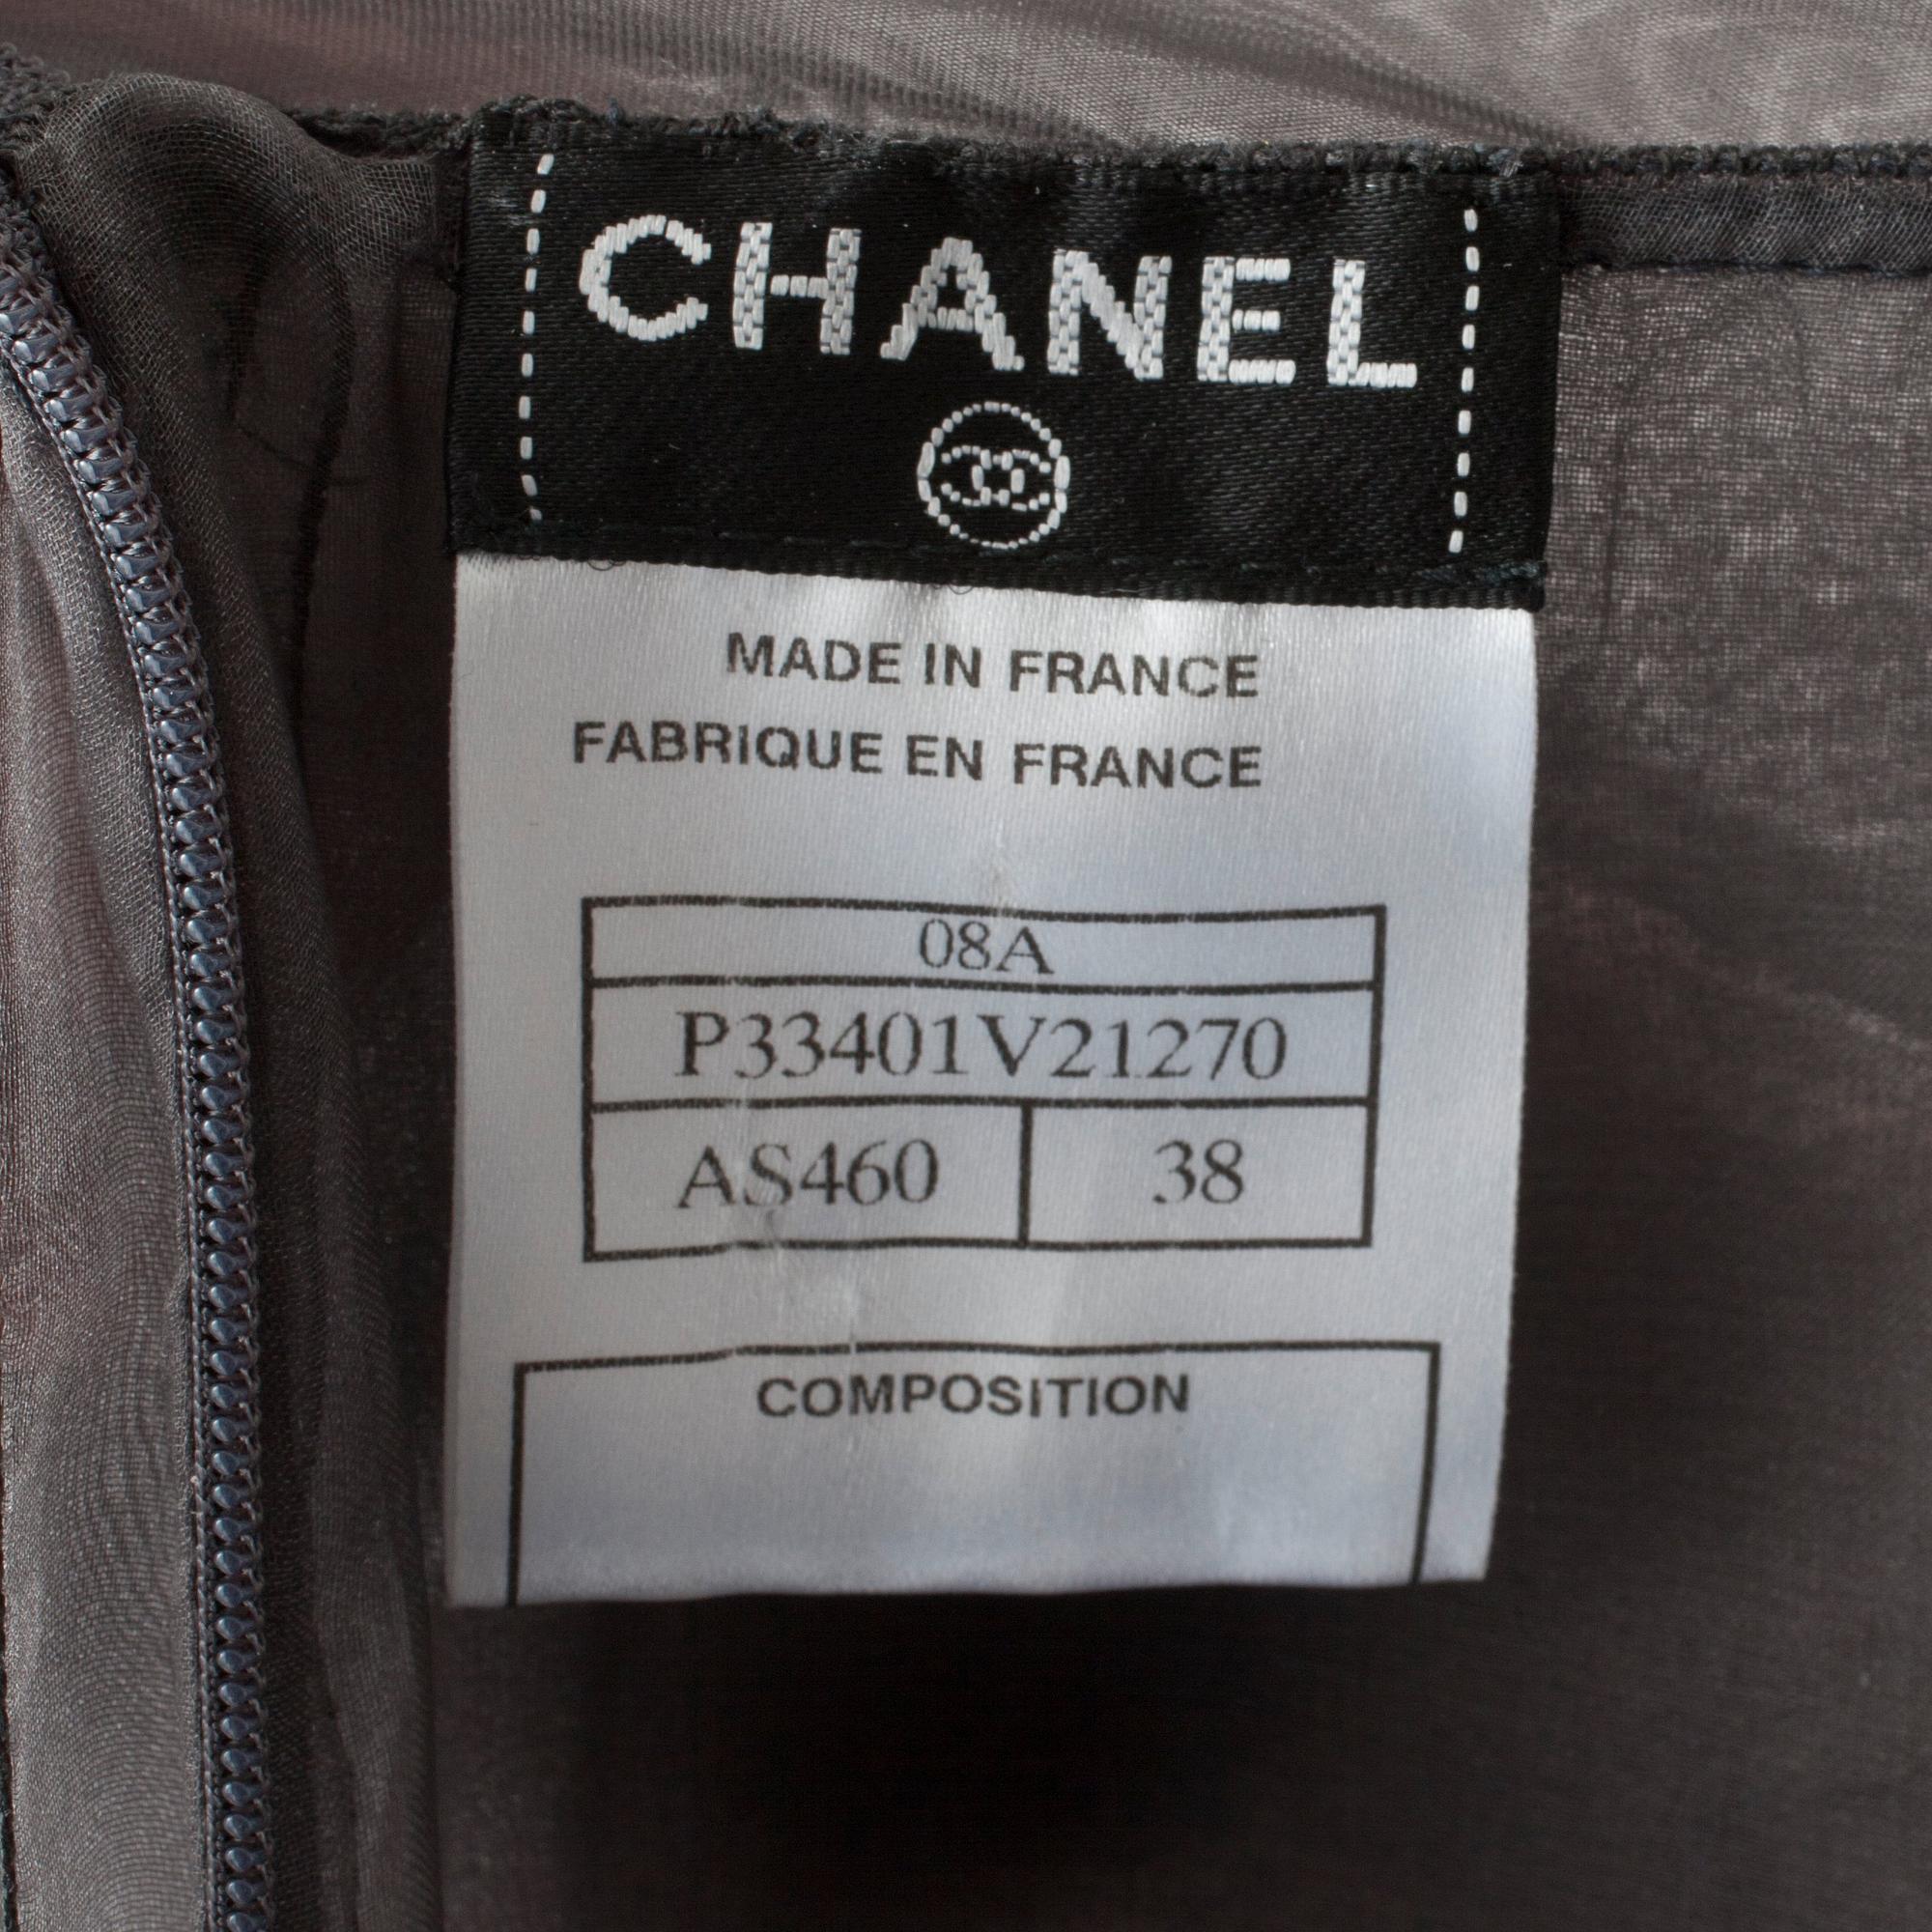 CHANEL
MADE IN FRANCE
FABRIQUE EN FRANCE
08A
P33401V21270
AS460 38
COMPOSITION